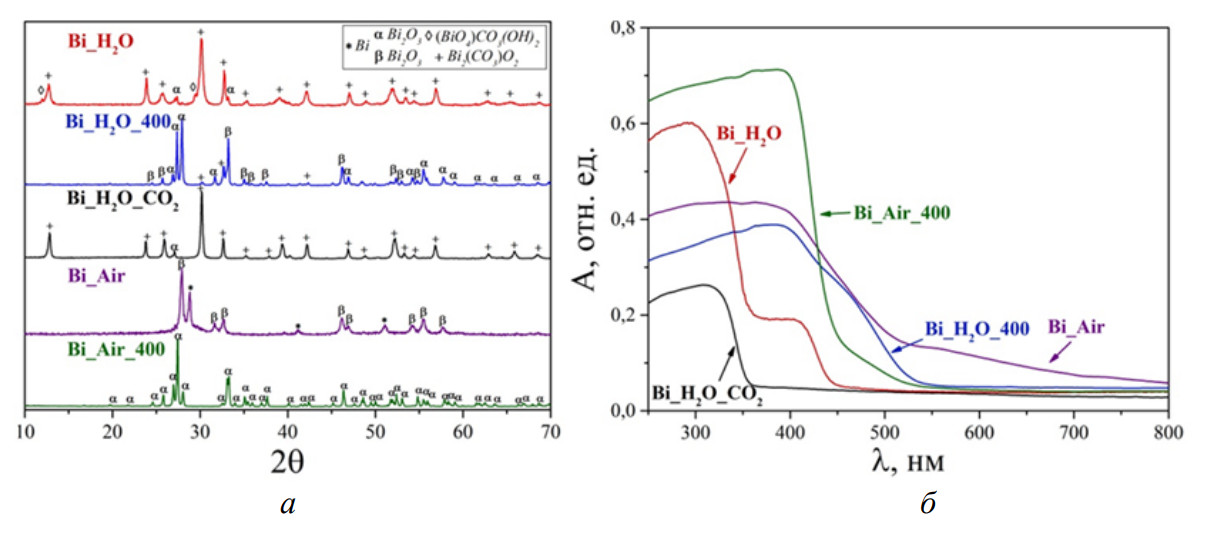 Bi_H₂O
* Bi α Bi₂O₃ ◊ (BiO₄)CO₃(OH)₂
β Bi₂O₃ + Bi₂(CO₃)O₂
Bi_H₂O_400
Bi_H₂O_CO₂
Bi_Air
Bi_Air_400
10 20 30 40 50 60 70
2θ
а
0,8
0,6
0,4
0,2
0,0
A, отн. ед.
Bi_H₂O
Bi_Air_400
Bi_H₂O_400
Bi_Air
Bi_H₂O_CO₂
300 400 500 600 700 800
λ, нм
б